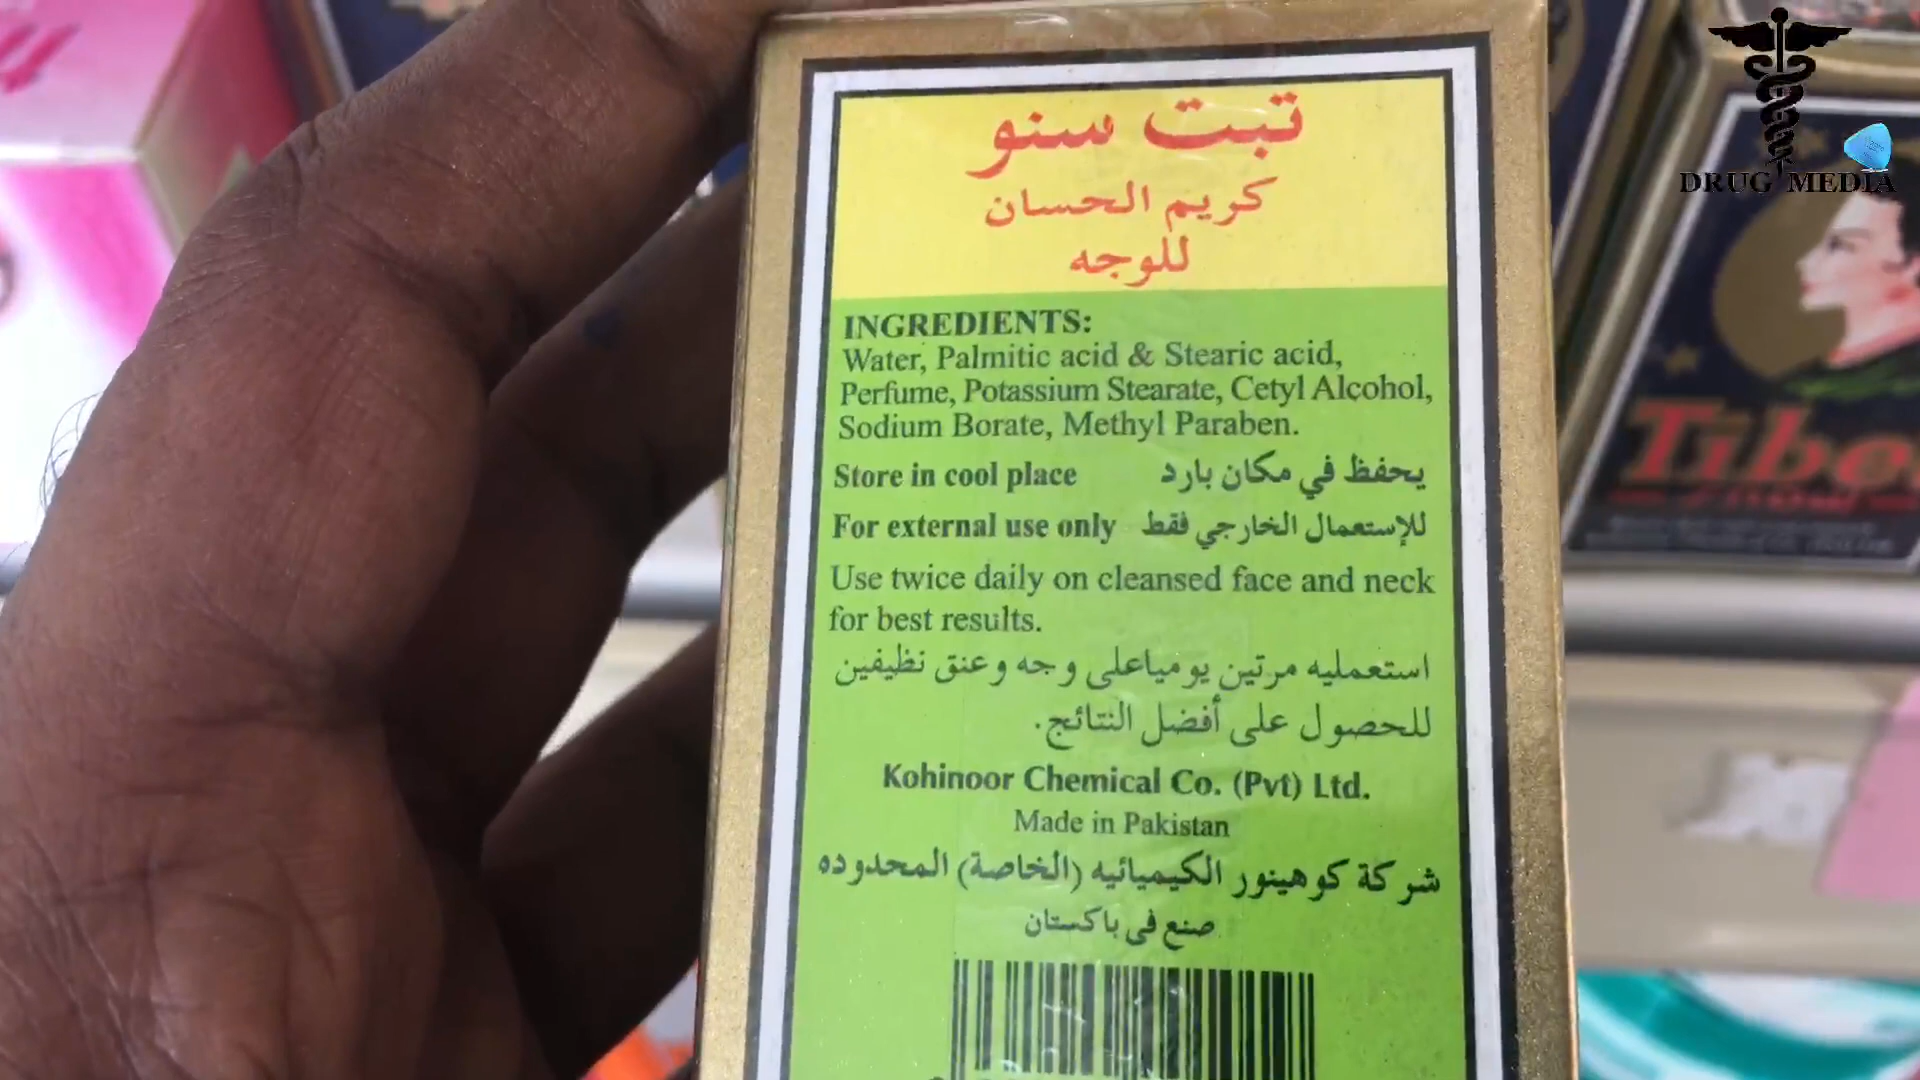 DRUG MEDIA
تبت سنو
كريم الحسان
للوجه
INGREDIENTS:
Water, Palmitic acid & Stearic acid,
Perfume, Potassium Stearate, Cetyl Alcohol,
Sodium Borate, Methyl Paraben.
Store in cool place يحفظ في مكان بارد
For external use only للإستعمال الخارجي فقط
Use twice daily on cleansed face and neck
for best results.
استعمليه مرتين يومياعلى وجه وعنق نظيفين
للحصول على أفضل النتائج.
Kohinoor Chemical Co. (Pvt) Ltd.
Made in Pakistan
شركة كوهينور الكيميائيه (الخاصة) المحدوده
صنع في باكستان